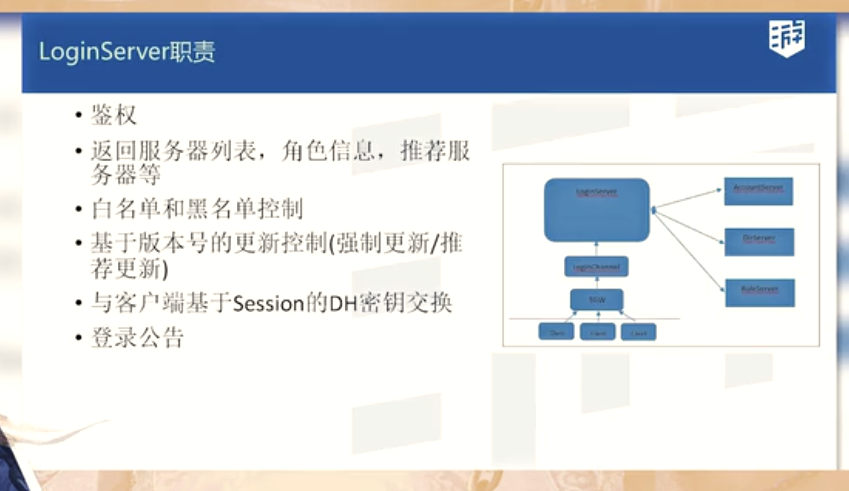 LoginServer职责
游
• 鉴权
• 返回服务器列表，角色信息，推荐服
务器等
• 白名单和黑名单控制
• 基于版本号的更新控制(强制更新/推
荐更新)
• 与客户端基于Session的DH密钥交换
• 登录公告
LoginServer
AccountServer
DirServer
RuleServer
LoginChannel
Client
Client
Client